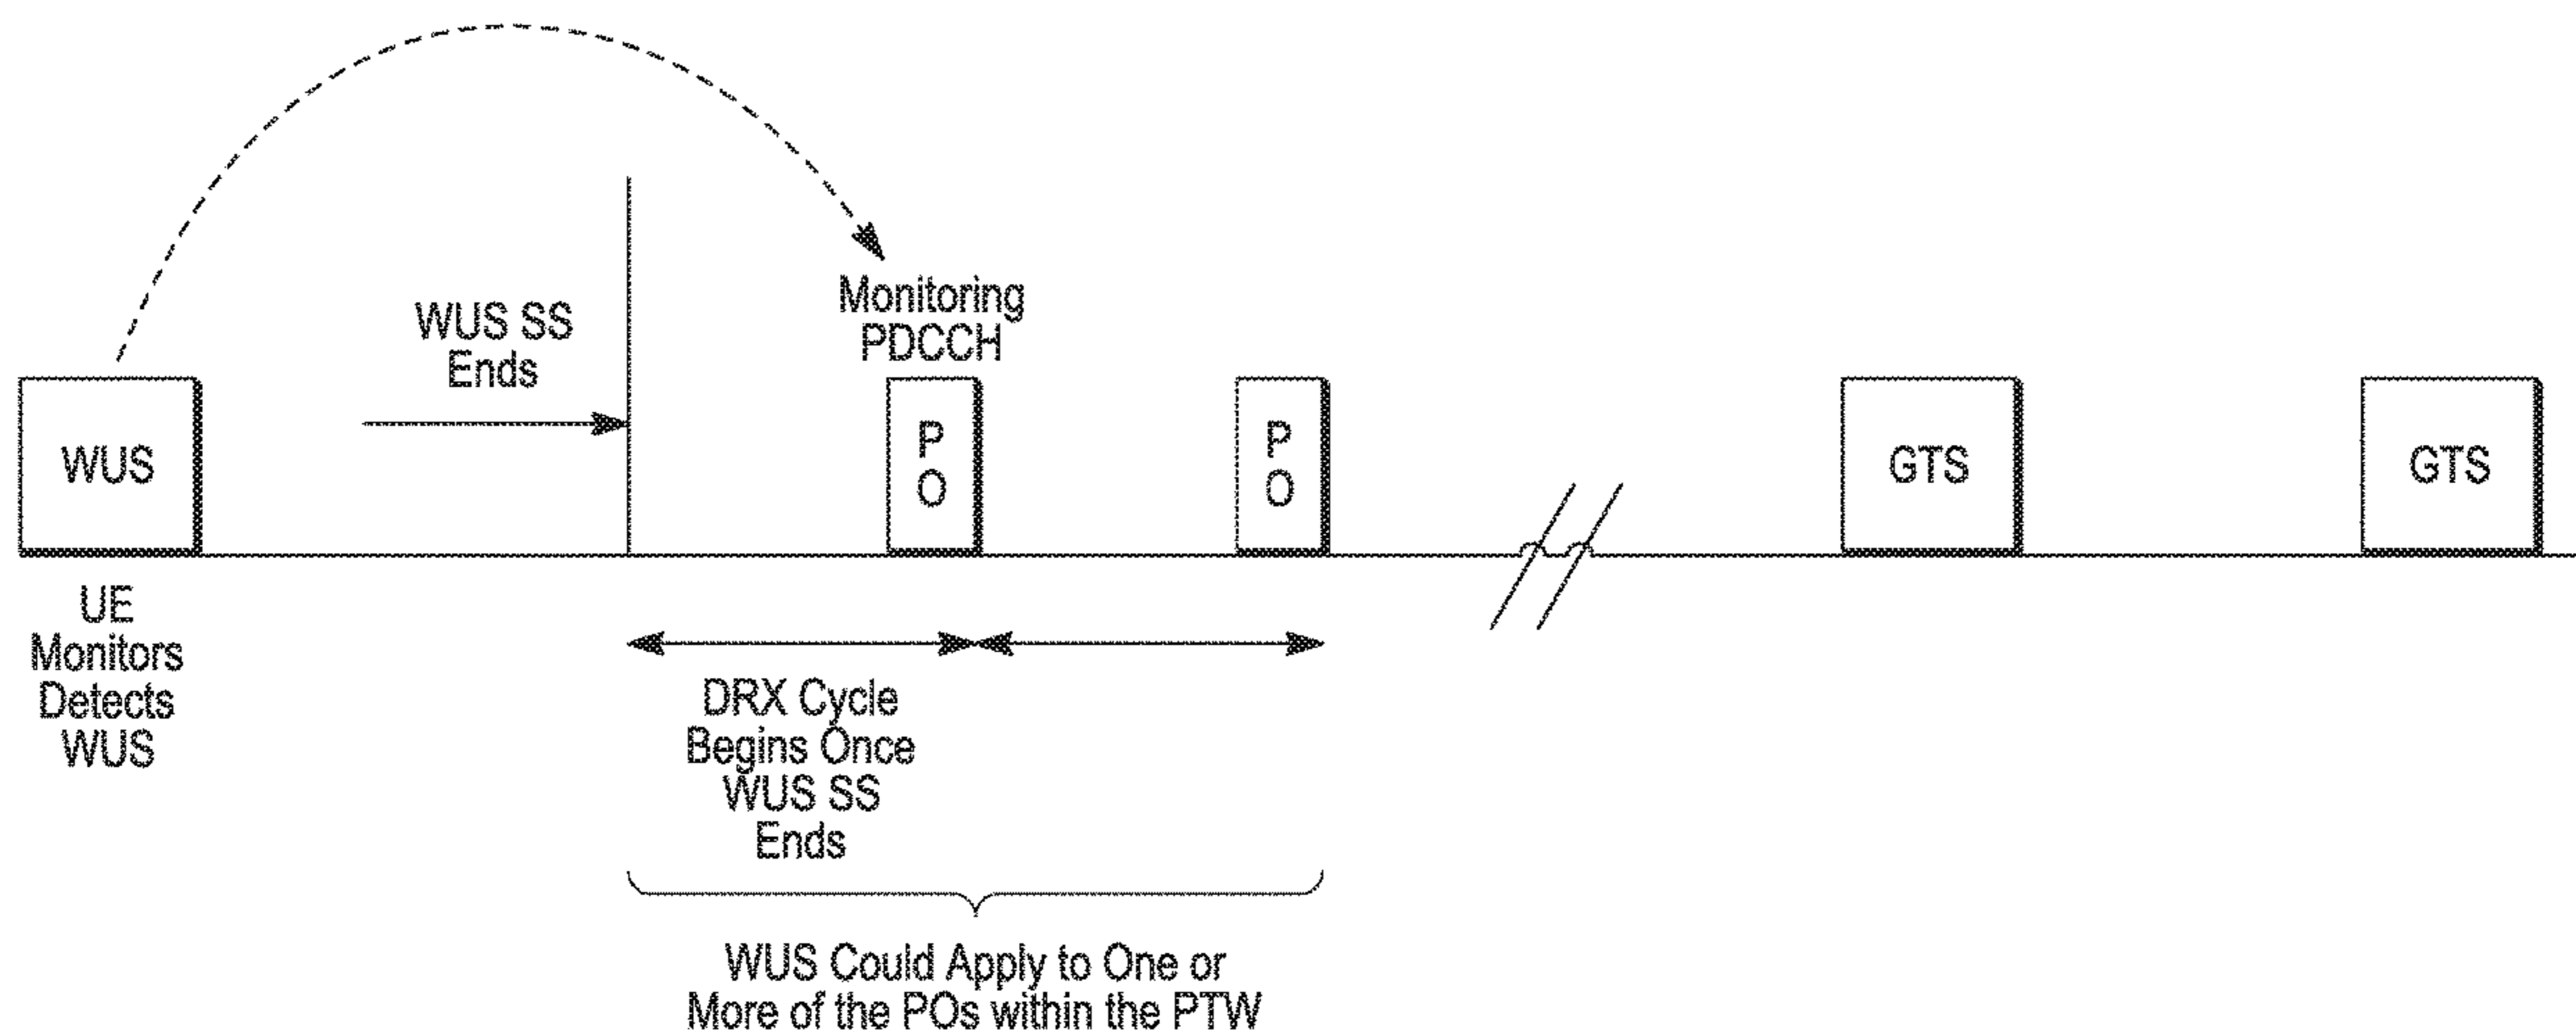 Monitoring
PDCCH
WUS SS
Ends
WUS
P
O
P
O
GTS
GTS
UE
Monitors
Detects
WUS
DRX Cycle
Begins Once
WUS SS
Ends
WUS Could Apply to One or
More of the POs within the PTW